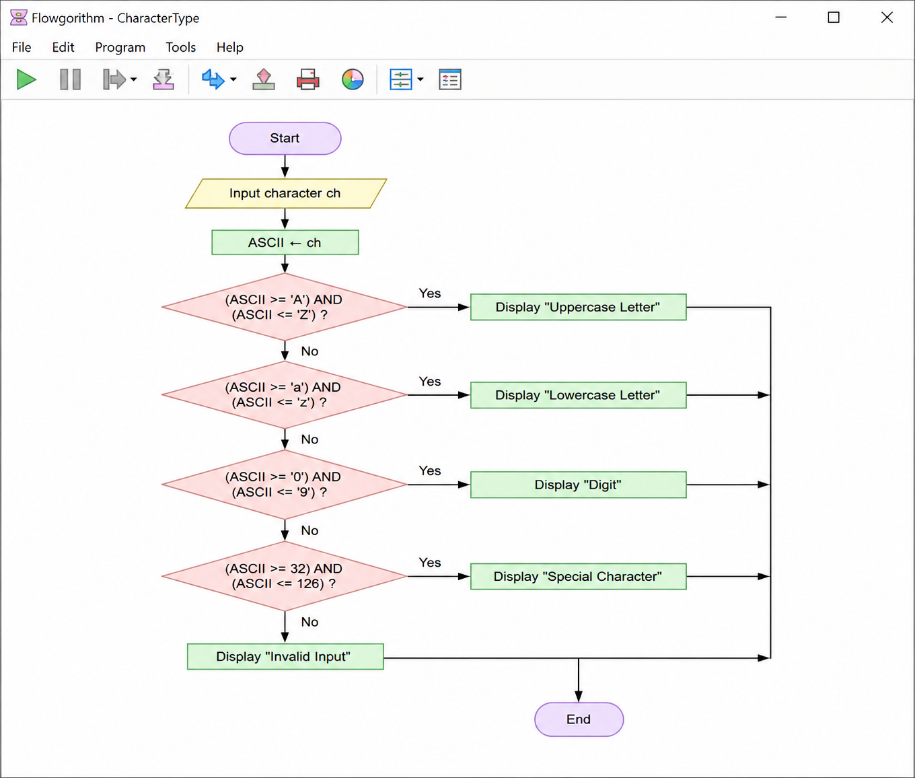 Flowgorithm - CharacterType
File Edit Program Tools Help
Start
Input character ch
ASCII ← ch
(ASCII >= 'A') AND
(ASCII <= 'Z') ?
Yes
Display "Uppercase Letter"
No
(ASCII >= 'a') AND
(ASCII <= 'z') ?
Yes
Display "Lowercase Letter"
No
(ASCII >= '0') AND
(ASCII <= '9') ?
Yes
Display "Digit"
No
(ASCII >= 32) AND
(ASCII <= 126) ?
Yes
Display "Special Character"
No
Display "Invalid Input"
End